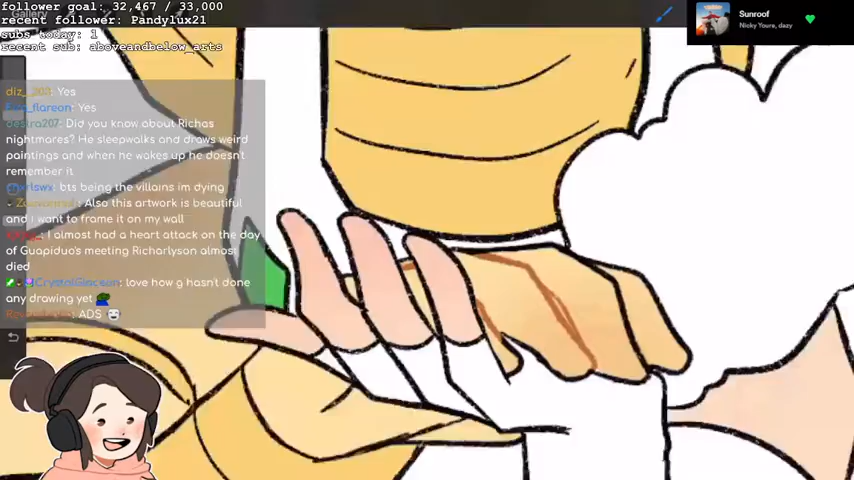 follower goal: 32,467 / 33,000
recent follower: Pandylux21
subs today: 1
recent sub: aboveandbelow_arts
Sunroof
Nicky Youre, dazy
diz__203: Yes
flareon: Yes
desira207: Did you know about Richas
nightmares? He sleepwalks and draws weird
paintings and when he wakes up he doesn't
remember it
bts being the villains im dying
Also this artwork is beautiful
and i want to frame it on my wall
I almost had a heart attack on the day
of Guapiduo's meeting Richarlyson almost
died
CrystalGlaceon: love how g hasn't done
any drawing yet
ADS